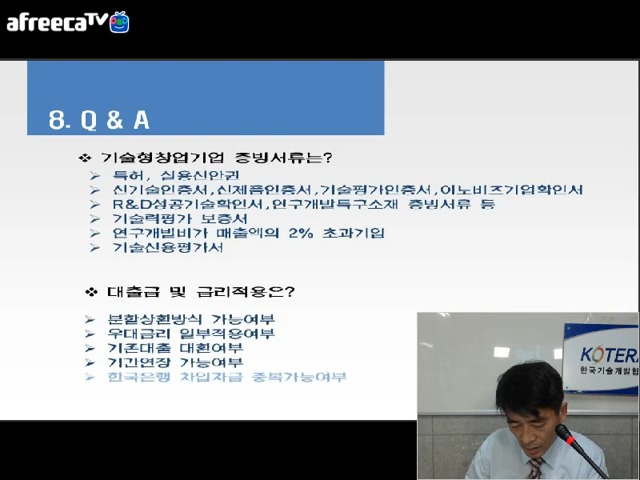 afreecaTV
8. Q & A
❖ 기술형창업기업 증빙서류는?
➢ 특허, 실용신안권
➢ 신기술인증서,신제품인증서,기술평가인증서,이노비즈기업확인서
➢ R&D성공기술확인서,연구개발특구소재 증빙서류 등
➢ 기술력평가 보증서
➢ 연구개발비가 매출액의 2% 초과기업
➢ 기술신용평가서
❖ 대출금 및 금리적용은?
➢ 분할상환방식 가능여부
➢ 우대금리 일부적용여부
➢ 기존대출 대환여부
➢ 기간연장 가능여부
➢ 한국은행 차입자금 중복가능여부
KOTERA
한국기술개발협